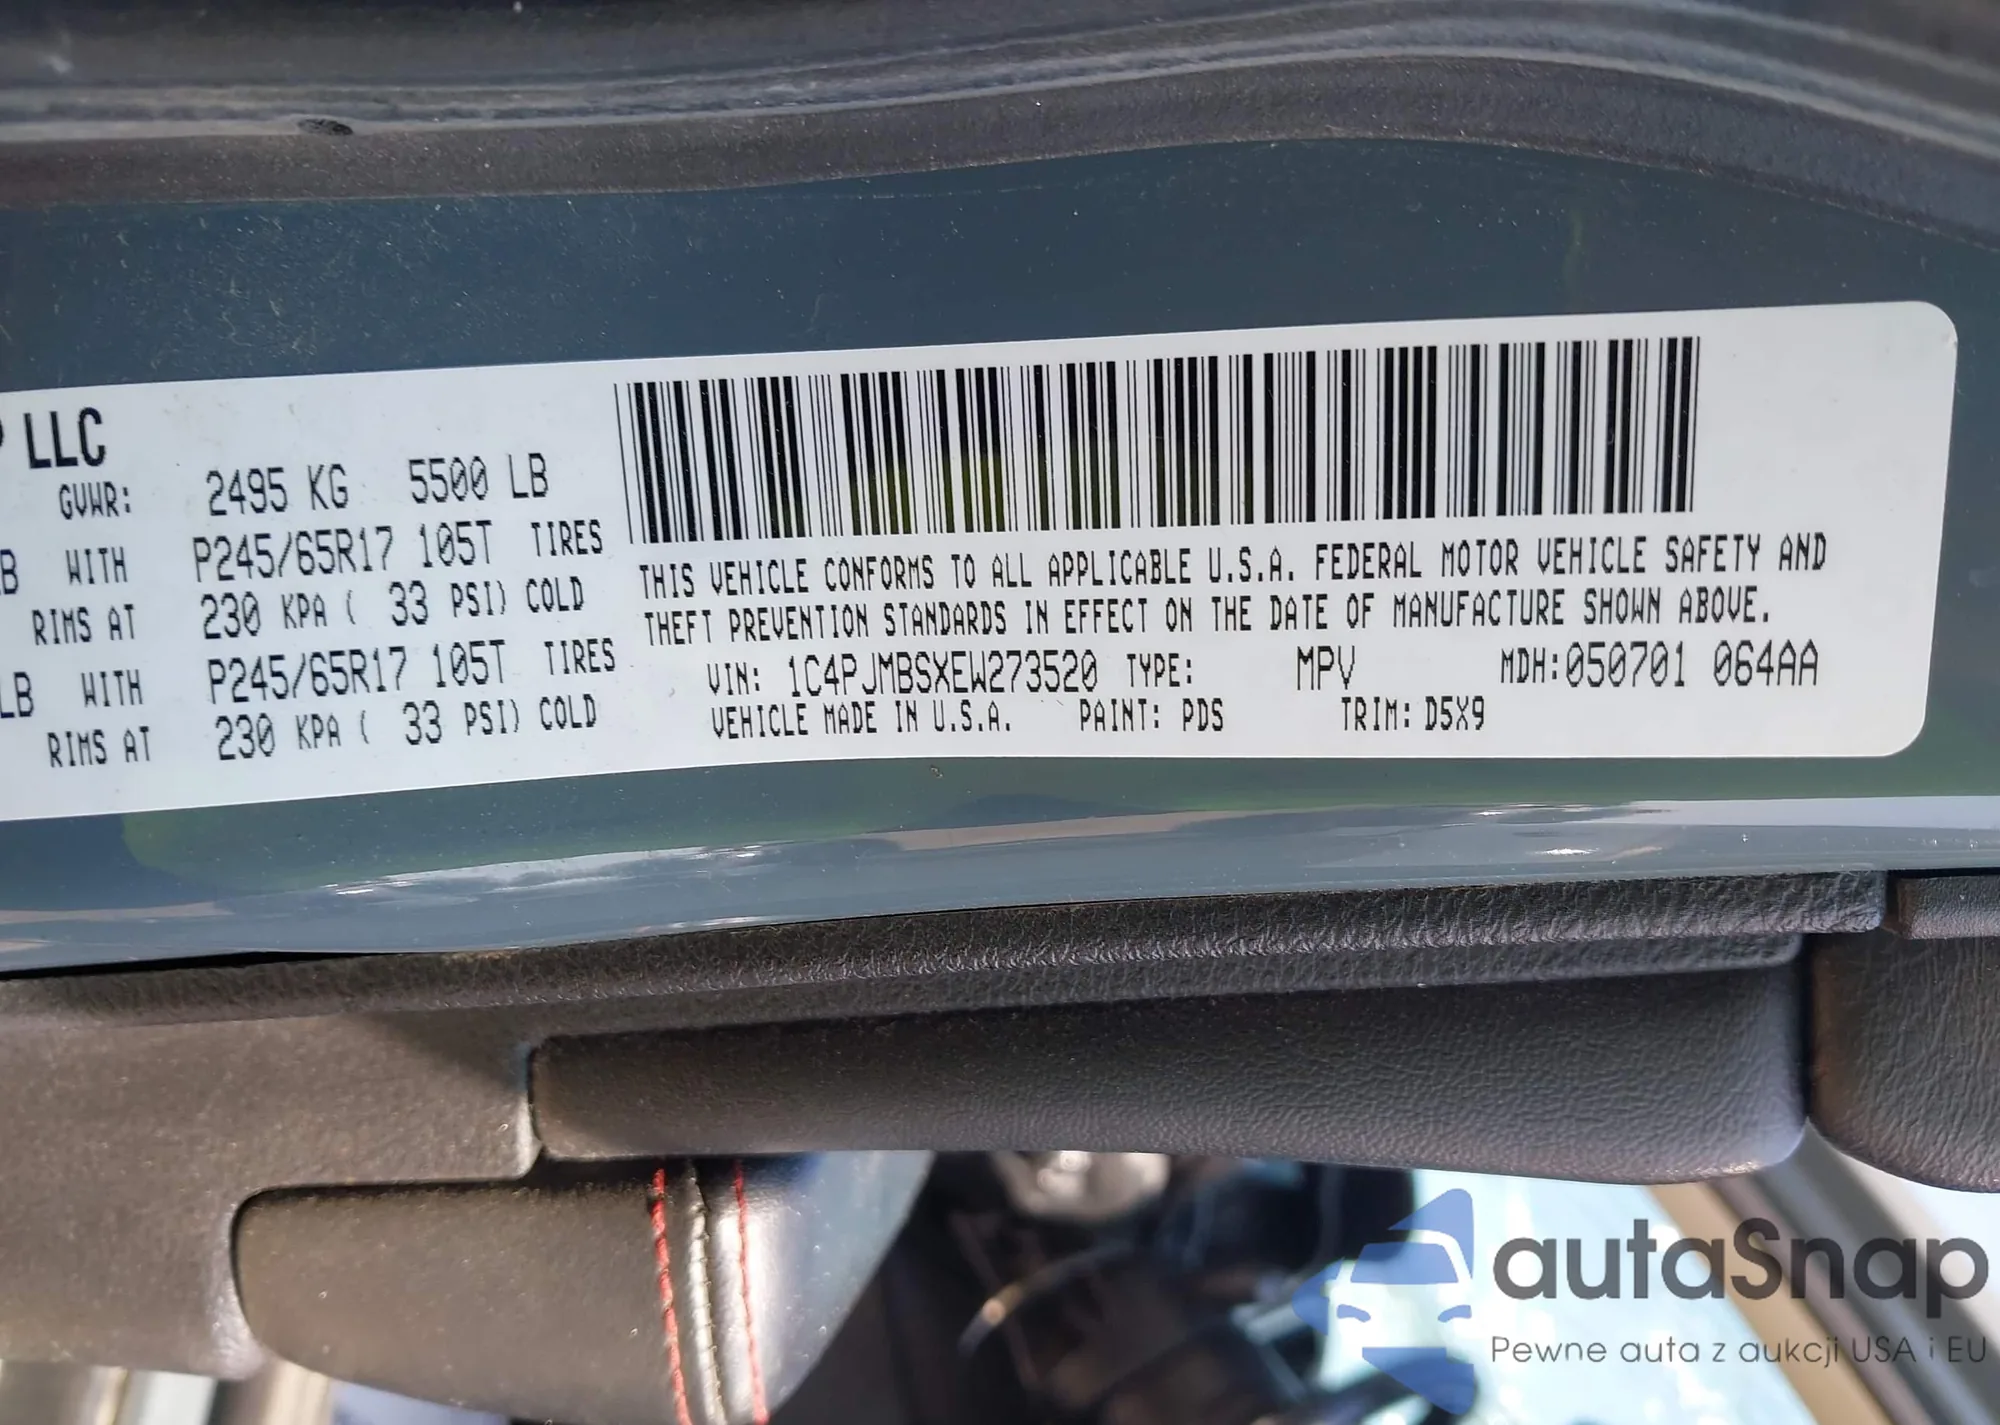 LLC
GVWR: 2495 KG 5500 LB
WITH P245/65R17 105T TIRES
RIMS AT 230 KPA ( 33 PSI) COLD
LB WITH P245/65R17 105T TIRES
RIMS AT 230 KPA ( 33 PSI) COLD
THIS VEHICLE CONFORMS TO ALL APPLICABLE U.S.A. FEDERAL MOTOR VEHICLE SAFETY AND
THEFT PREVENTION STANDARDS IN EFFECT ON THE DATE OF MANUFACTURE SHOWN ABOVE.
VIN: 1C4PJMBSXEW273520 TYPE: MPV MDH:050701 064AA
VEHICLE MADE IN U.S.A. PAINT: PDS TRIM: D5X9
autaSnap
Pewne auta z aukcji USA i EU